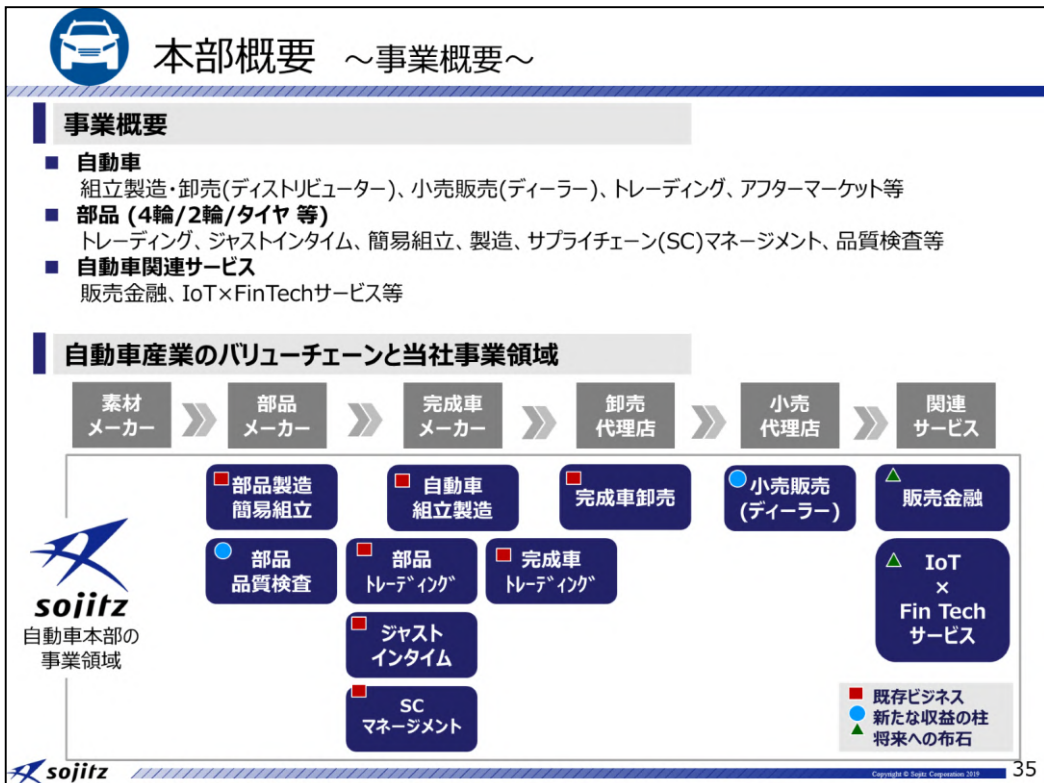 本部概要 ～事業概要～
事業概要
■ 自動車
組立製造・卸売(ディストリビューター)、小売販売(ディーラー)、トレーディング、アフターマーケット等
■ 部品 (4輪/2輪/タイヤ 等)
トレーディング、ジャストインタイム、簡易組立、製造、サプライチェーン(SC)マネージメント、品質検査等
■ 自動車関連サービス
販売金融、IoT×FinTechサービス等
自動車産業のバリューチェーンと当社事業領域
素材
メーカー
部品
メーカー
完成車
メーカー
卸売
代理店
小売
代理店
関連
サービス
sojitz
自動車本部の
事業領域
部品製造
簡易組立
自動車
組立製造
完成車卸売
小売販売
(ディーラー)
販売金融
部品
品質検査
部品
ﾄﾚｰﾃﾞｨﾝｸﾞ
完成車
ﾄﾚｰﾃﾞｨﾝｸﾞ
IoT
×
Fin Tech
サービス
ジャスト
インタイム
SC
マネージメント
既存ビジネス
新たな収益の柱
将来への布石
sojitz
Copyright © Sojitz Corporation 2019
35